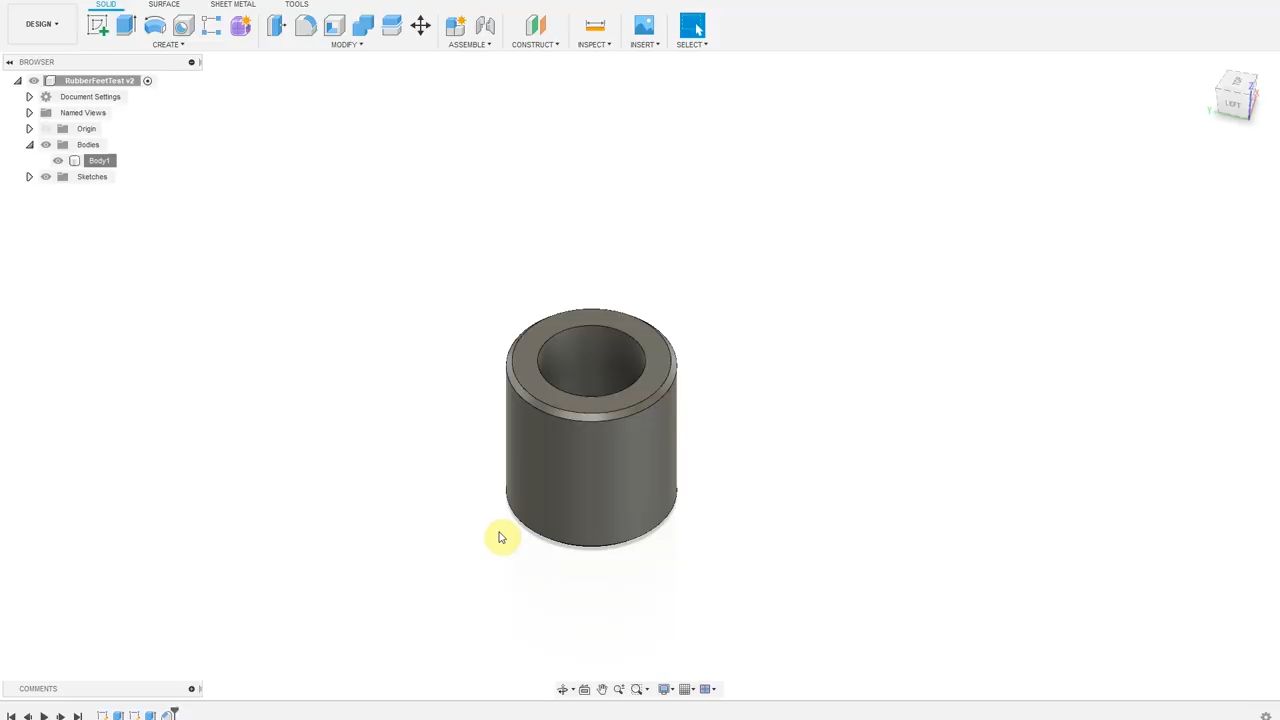 SOLID SURFACE SHEET METAL TOOLS
DESIGN
CREATE MODIFY ASSEMBLE CONSTRUCT INSPECT INSERT SELECT
BROWSER
RubberFeetTest v2
Document Settings
Named Views
Origin
Bodies
Body1
Sketches
Z
LEFT
Y
COMMENTS